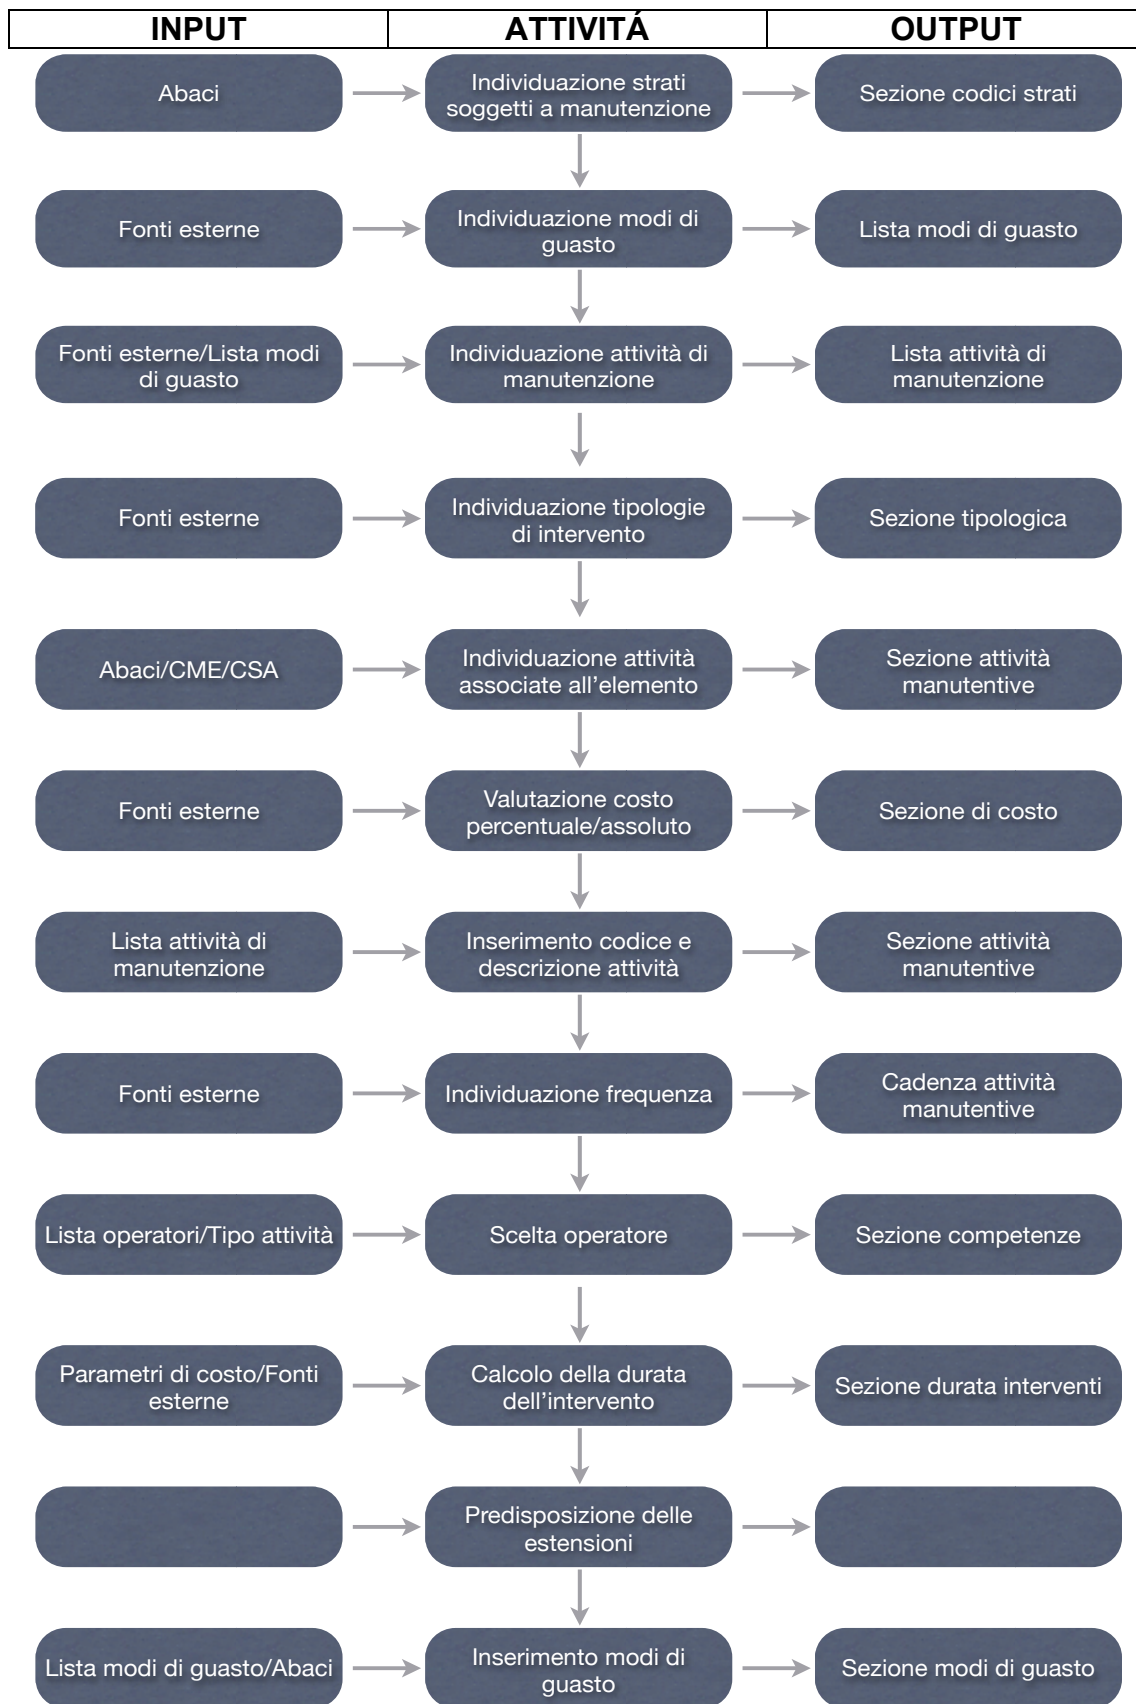 INPUT ATTIVITÁ OUTPUT
Abaci
Individuazione strati
soggetti a manutenzione
Sezione codici strati
Fonti esterne
Individuazione modi di
guasto
Lista modi di guasto
Fonti esterne/Lista modi
di guasto
Individuazione attività di
manutenzione
Lista attività di
manutenzione
Fonti esterne
Individuazione tipologie
di intervento
Sezione tipologica
Abaci/CME/CSA
Individuazione attività
associate all’elemento
Sezione attività
manutentive
Fonti esterne
Valutazione costo
percentuale/assoluto
Sezione di costo
Lista attività di
manutenzione
Inserimento codice e
descrizione attività
Sezione attività
manutentive
Fonti esterne
Individuazione frequenza
Cadenza attività
manutentive
Lista operatori/Tipo attività
Scelta operatore
Sezione competenze
Parametri di costo/Fonti
esterne
Calcolo della durata
dell’intervento
Sezione durata interventi
Predisposizione delle
estensioni
Lista modi di guasto/Abaci
Inserimento modi di
guasto
Sezione modi di guasto